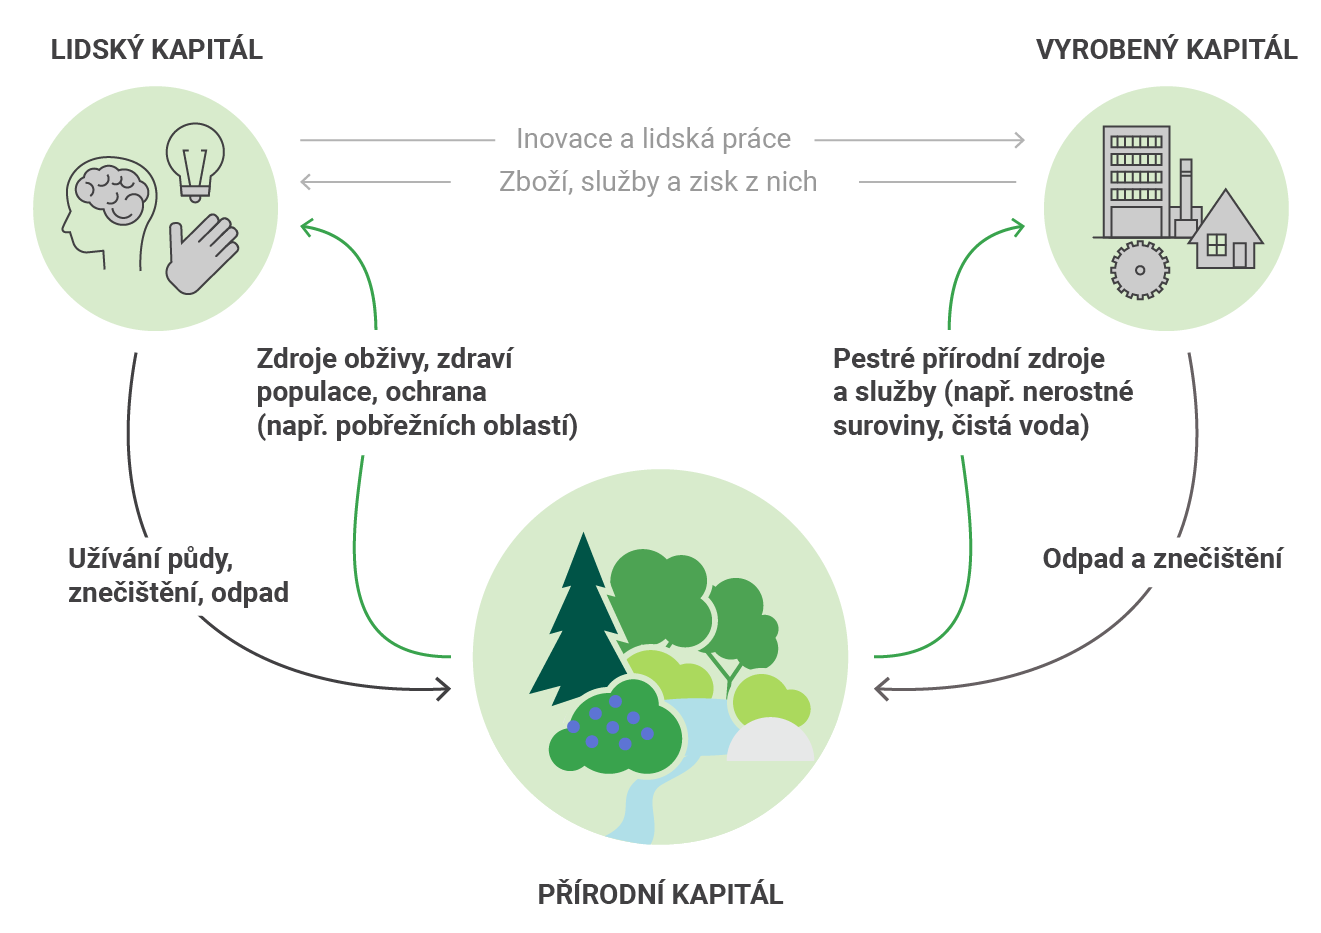 LIDSKÝ KAPITÁL
VYROBENÝ KAPITÁL
Inovace a lidská práce
Zboží, služby a zisk z nich
Zdroje obživy, zdraví
populace, ochrana
(např. pobřežních oblastí)
Pestré přírodní zdroje
a služby (např. nerostné
suroviny, čistá voda)
Užívání půdy,
znečištění, odpad
Odpad a znečištění
PŘÍRODNÍ KAPITÁL